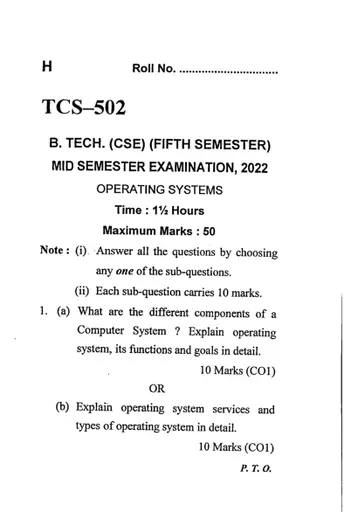 H Roll No. ...............................
TCS–502
B. TECH. (CSE) (FIFTH SEMESTER)
MID SEMESTER EXAMINATION, 2022
OPERATING SYSTEMS
Time : 1½ Hours
Maximum Marks : 50
Note : (i) Answer all the questions by choosing
any one of the sub-questions.
(ii) Each sub-question carries 10 marks.
1. (a) What are the different components of a
Computer System ? Explain operating
system, its functions and goals in detail.
10 Marks (CO1)
OR
(b) Explain operating system services and
types of operating system in detail.
10 Marks (CO1)
P. T. O.